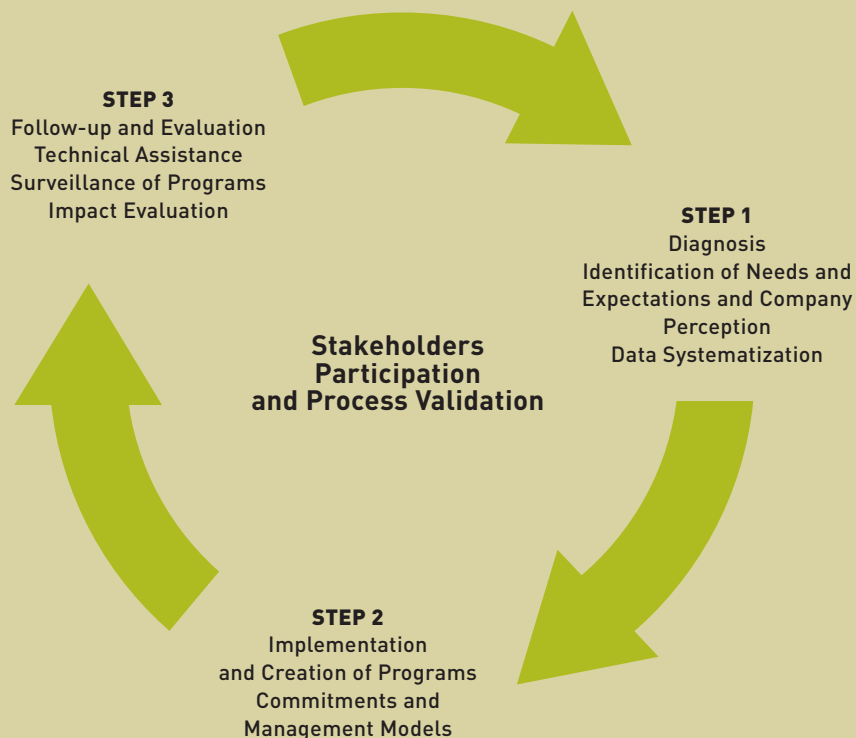 STEP 3
Follow-up and Evaluation
Technical Assistance
Surveillance of Programs
Impact Evaluation
STEP 1
Diagnosis
Identification of Needs and
Expectations and Company
Perception
Data Systematization
Stakeholders
Participation
and Process Validation
STEP 2
Implementation
and Creation of Programs
Commitments and
Management Models